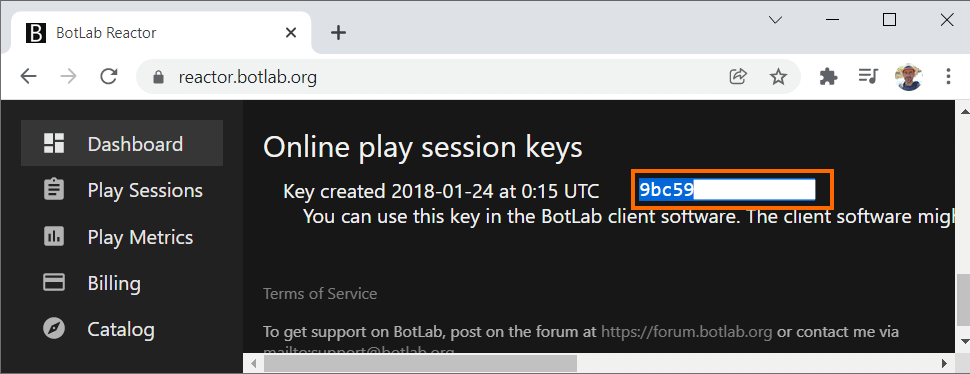 B BotLab Reactor
reactor.botlab.org
Dashboard
Play Sessions
Play Metrics
Billing
Catalog
Online play session keys
Key created 2018-01-24 at 0:15 UTC 9bc59
You can use this key in the BotLab client software. The client software migh
Terms of Service
To get support on BotLab, post on the forum at https://forum.botlab.org or contact me via
mailto:support@botlab.org